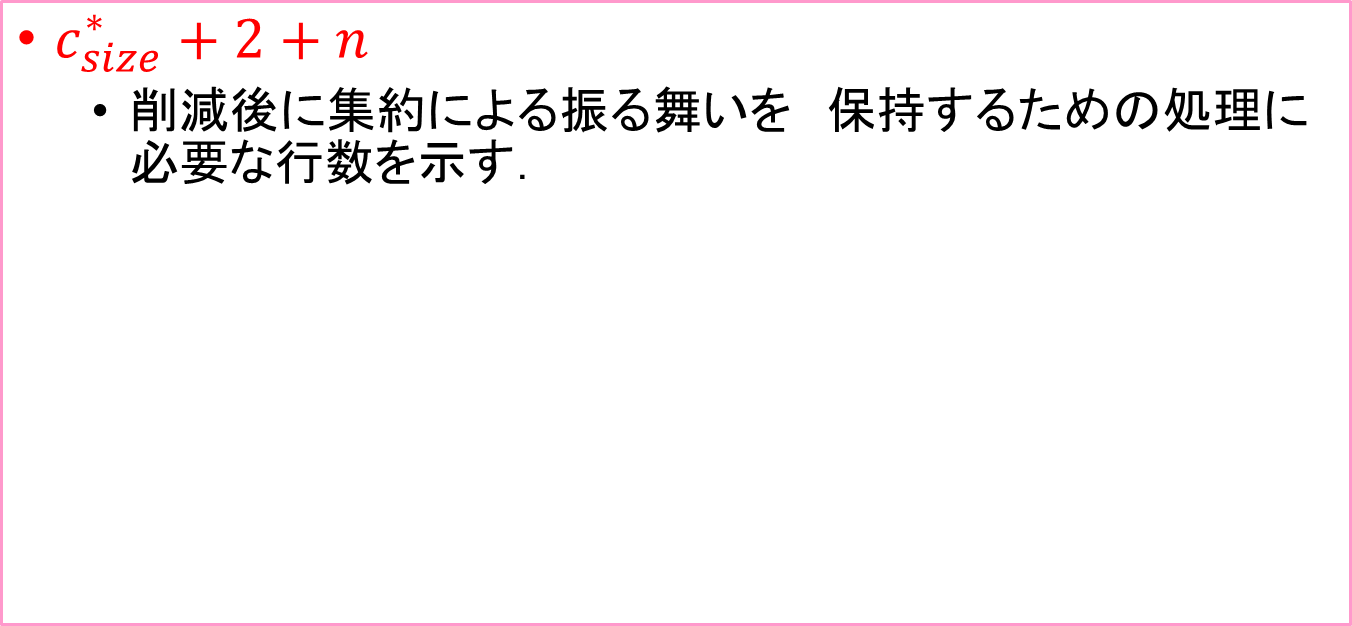 • $c^{*}_{size} + 2 + n$
• 削減後に集約による振る舞いを　保持するための処理に
必要な行数を示す．